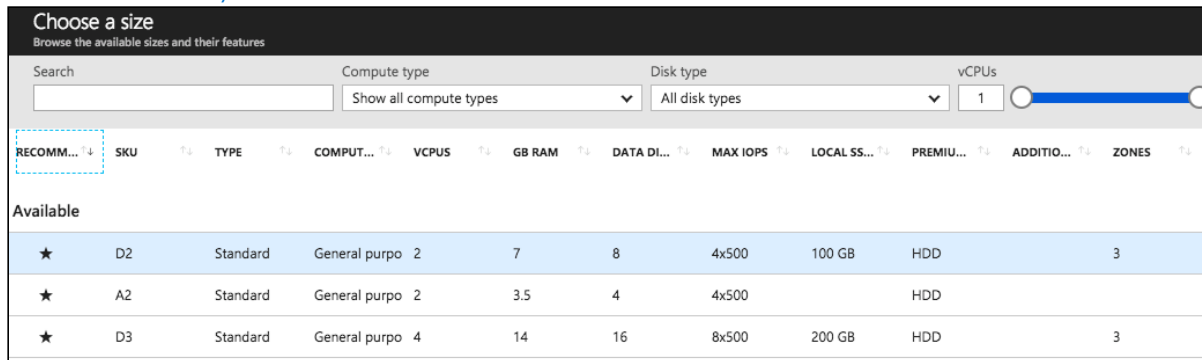 Choose a size
Browse the available sizes and their features
Search Compute type Disk type vCPUs
Show all compute types All disk types 1
RECOMM... SKU TYPE COMPUT... VCPUS GB RAM DATA DI... MAX IOPS LOCAL SS... PREMIU... ADDITIO... ZONES
Available
★ D2 Standard General purpo 2 7 8 4x500 100 GB HDD 3
★ A2 Standard General purpo 2 3.5 4 4x500 HDD
★ D3 Standard General purpo 4 14 16 8x500 200 GB HDD 3